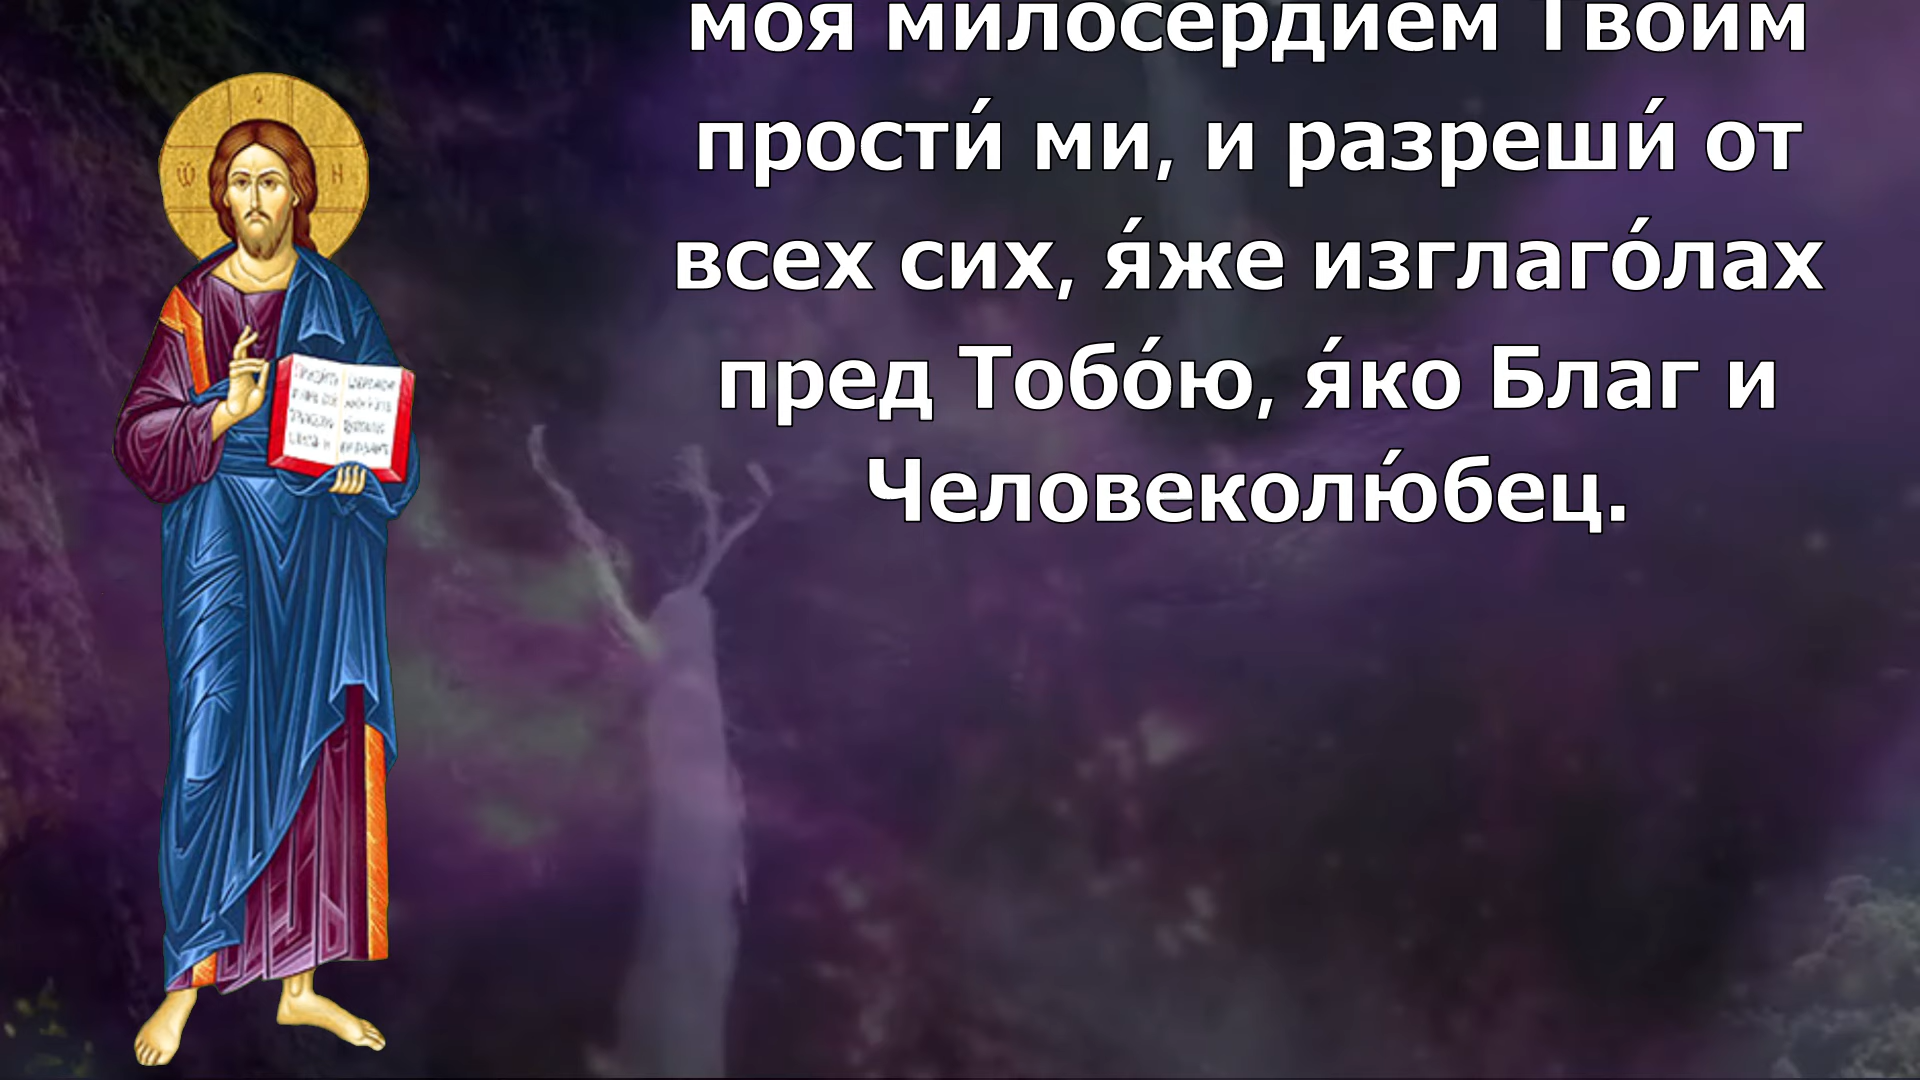 моя милосердием Твоим
прости́ ми, и разреши́ от
всех сих, я́же изглаго́лах
пред Тобо́ю, я́ко Благ и
Человеколю́бец.